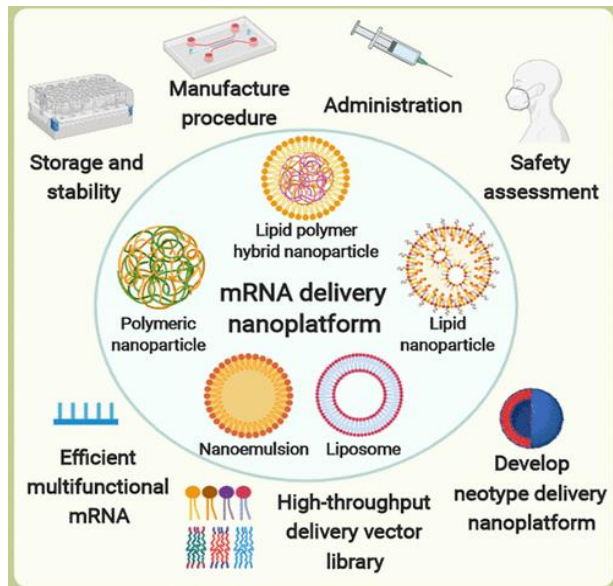 Manufacture
procedure
Administration
Storage and
stability
Safety
assessment
Lipid polymer
hybrid nanoparticle
mRNA delivery
nanoplatform
Polymeric
nanoparticle
Lipid
nanoparticle
Nanoemulsion
Liposome
Efficient
multifunctional
mRNA
High-throughput
delivery vector
library
Develop
neotype delivery
nanoplatform